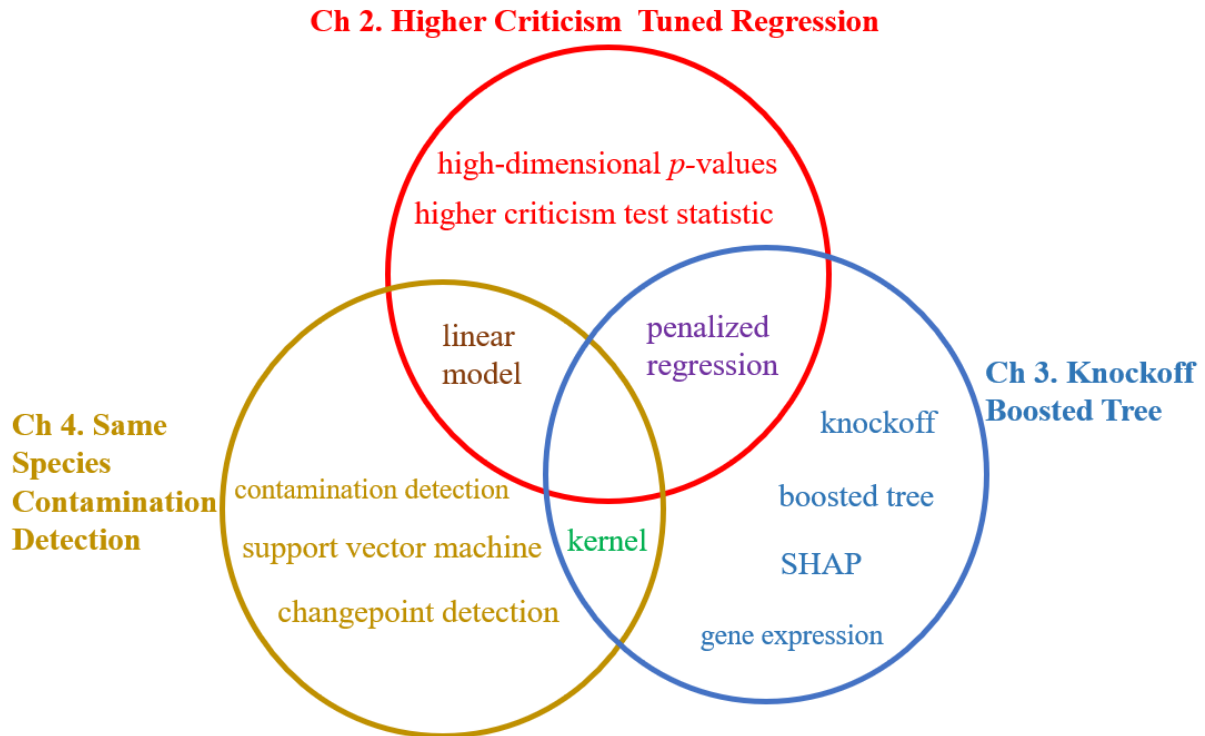 Ch 2. Higher Criticism Tuned Regression
high-dimensional p-values
higher criticism test statistic
linear
model
penalized
regression
Ch 3. Knockoff
Boosted Tree
knockoff
boosted tree
SHAP
gene expression
Ch 4. Same
Species
Contamination
Detection
contamination detection
support vector machine
changepoint detection
kernel